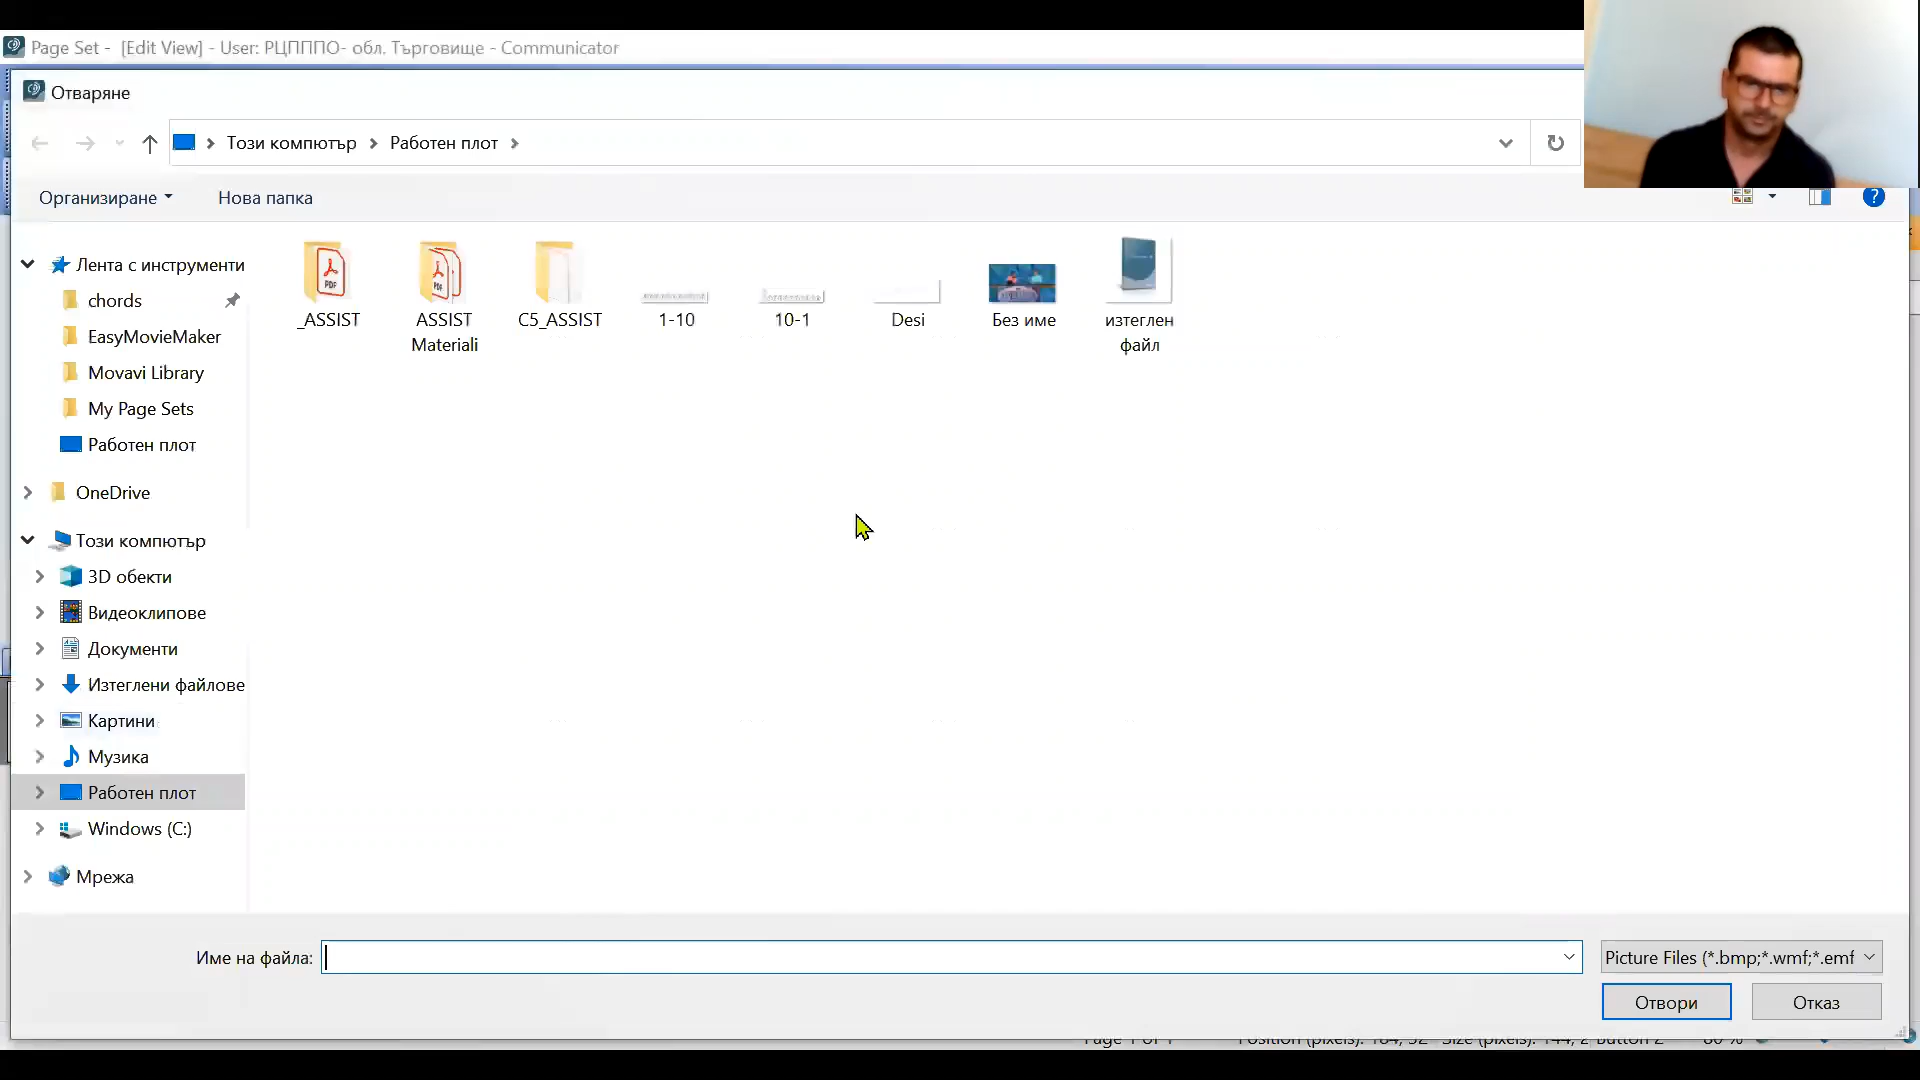 Page Set - [Edit View] - User: РЦПППО- обл. Търговище - Communicator
Отваряне
Този компютър
Работен плот
Организиране
Нова папка
?
Лента с инструменти
chords
EasyMovieMaker
Movavi Library
My Page Sets
Работен плот
OneDrive
Този компютър
3D обекти
Видеоклипове
Документи
Изтеглени файлове
Картини
Музика
Работен плот
Windows (C:)
Мрежа
PDF
_ASSIST
PDF
ASSIST
Materiali
C5_ASSIST
1-10
10-1
Desi
Без име
изтеглен
файл
Име на файла:
Picture Files (*.bmp;*.wmf;*.emf
Отвори
Отказ